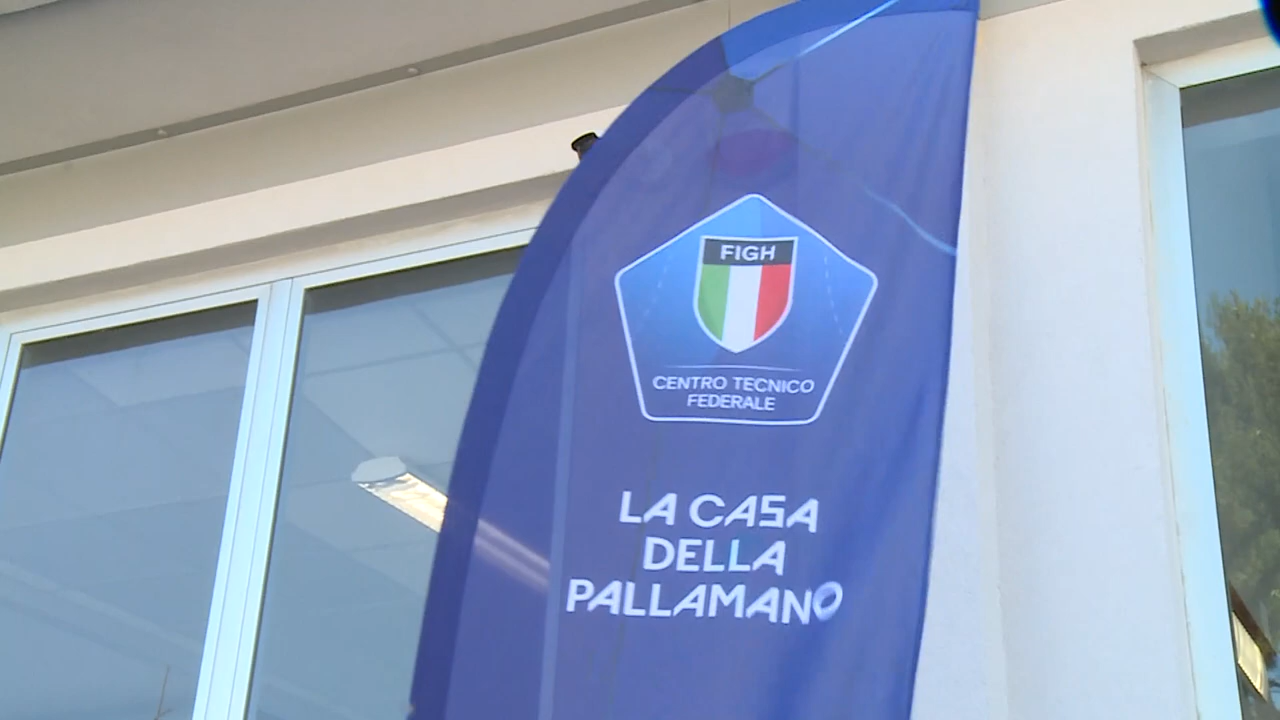 FIGH
CENTRO TECNICO
FEDERALE
LA CASA
DELLA
PALLAMANO